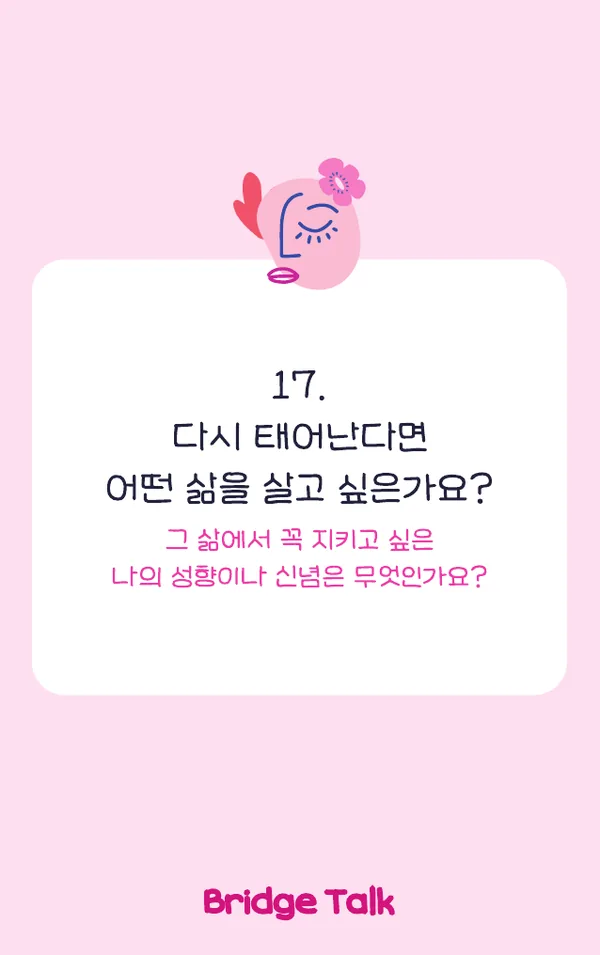 17.
다시 태어난다면
어떤 삶을 살고 싶은가요?
그 삶에서 꼭 지키고 싶은
나의 성향이나 신념은 무엇인가요?
Bridge Talk